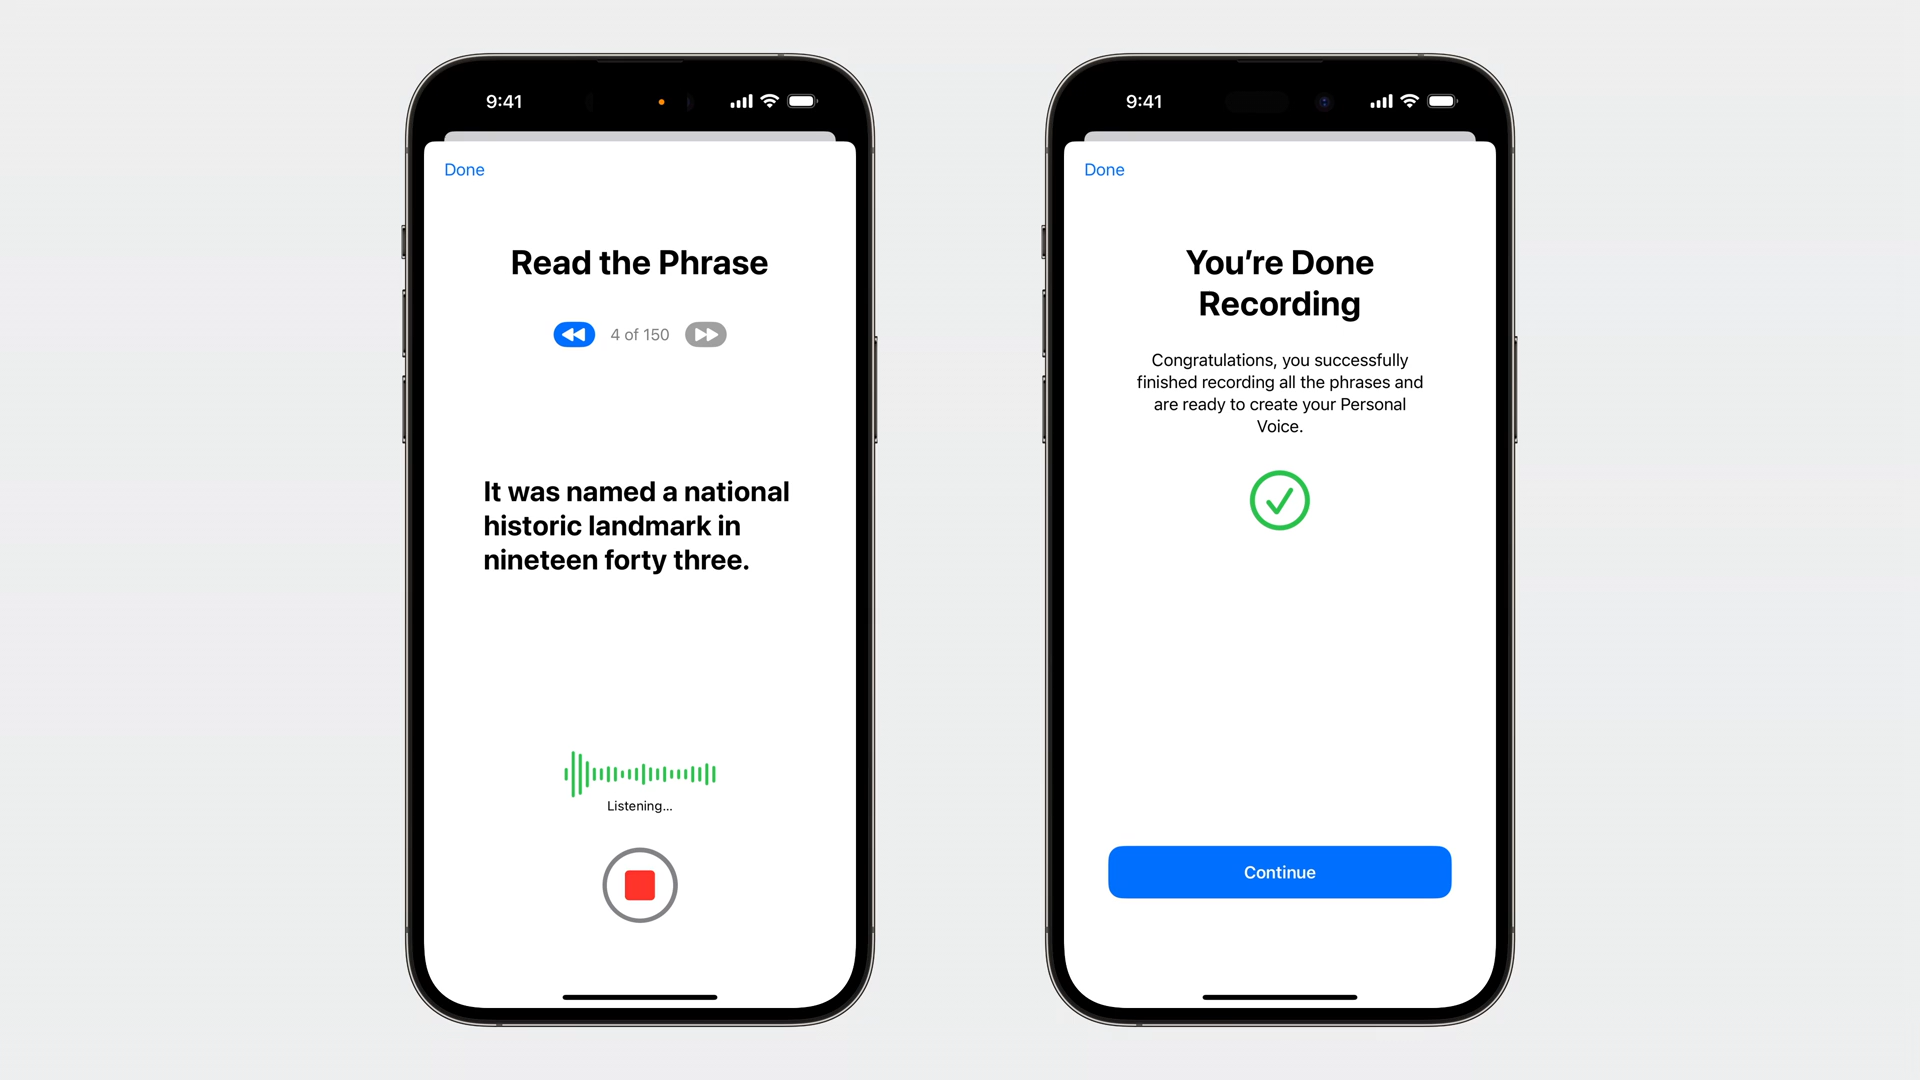 9:41
Done
Read the Phrase
4 of 150
It was named a national
historic landmark in
nineteen forty three.
Listening...
9:41
Done
You’re Done
Recording
Congratulations, you successfully
finished recording all the phrases and
are ready to create your Personal
Voice.
Continue